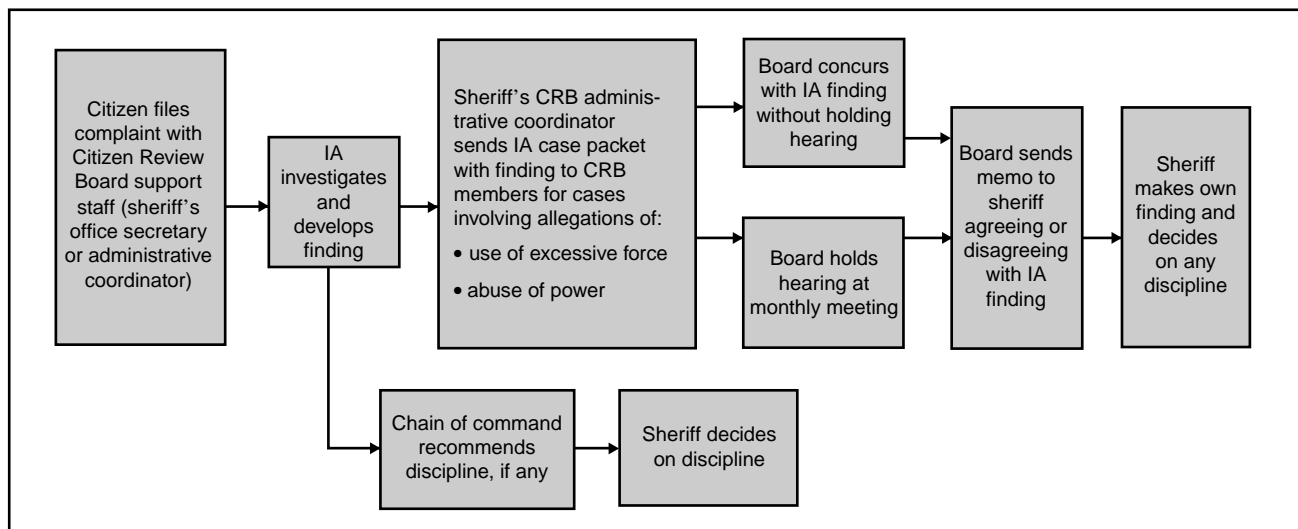 Citizen files
complaint with
Citizen Review
Board support
staff (sheriff's
office secretary
or administrative
coordinator)
IA
investigates
and
develops
finding
Sheriff's CRB adminis-
trative coordinator
sends IA case packet
with finding to CRB
members for cases
involving allegations of:
• use of excessive force
• abuse of power
Board concurs
with IA finding
without holding
hearing
Board holds
hearing at
monthly meeting
Board sends
memo to
sheriff
agreeing or
disagreeing
with IA
finding
Sheriff
makes own
finding and
decides
on any
discipline
Chain of command
recommends
discipline, if any
Sheriff decides
on discipline